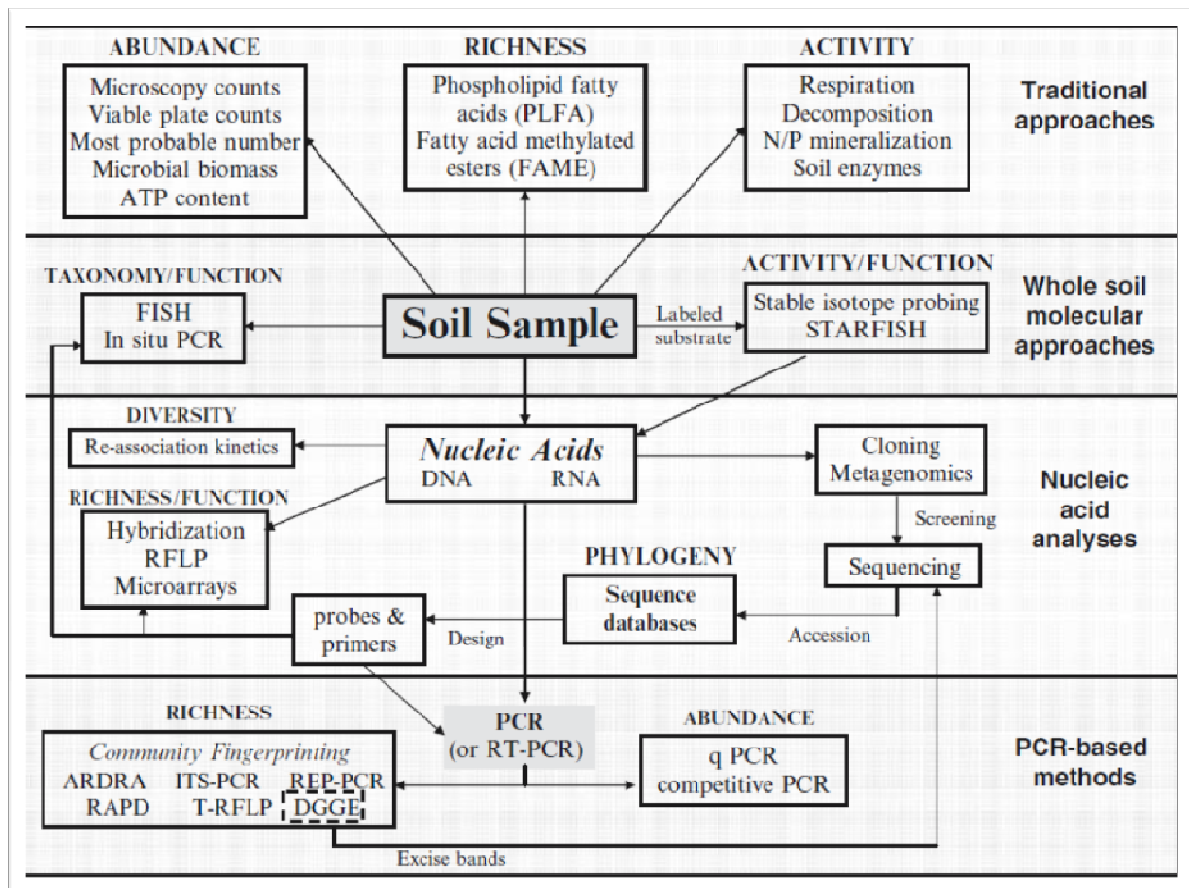 ABUNDANCE
Microscopy counts
Viable plate counts
Most probable number
Microbial biomass
ATP content
RICHNESS
Phospholipid fatty
acids (PLFA)
Fatty acid methylated
esters (FAME)
ACTIVITY
Respiration
Decomposition
N/P mineralization
Soil enzymes
Traditional
approaches
TAXONOMY/FUNCTION
FISH
In situ PCR
Soil Sample
Labeled
substrate
ACTIVITY/FUNCTION
Stable isotope probing
STARFISH
Whole soil
molecular
approaches
DIVERSITY
Re-association kinetics
Nucleic Acids
DNA RNA
Cloning
Metagenomics
Nucleic
acid
analyses
RICHNESS/FUNCTION
Hybridization
RFLP
Microarrays
Screening
Sequencing
PHYLOGENY
Sequence
databases
Accession
Design
probes &
primers
RICHNESS
Community Fingerprinting
ARDRA ITS-PCR REP-PCR
RAPD T-RFLP DGGE
PCR
(or RT-PCR)
ABUNDANCE
q PCR
competitive PCR
PCR-based
methods
Excise bands